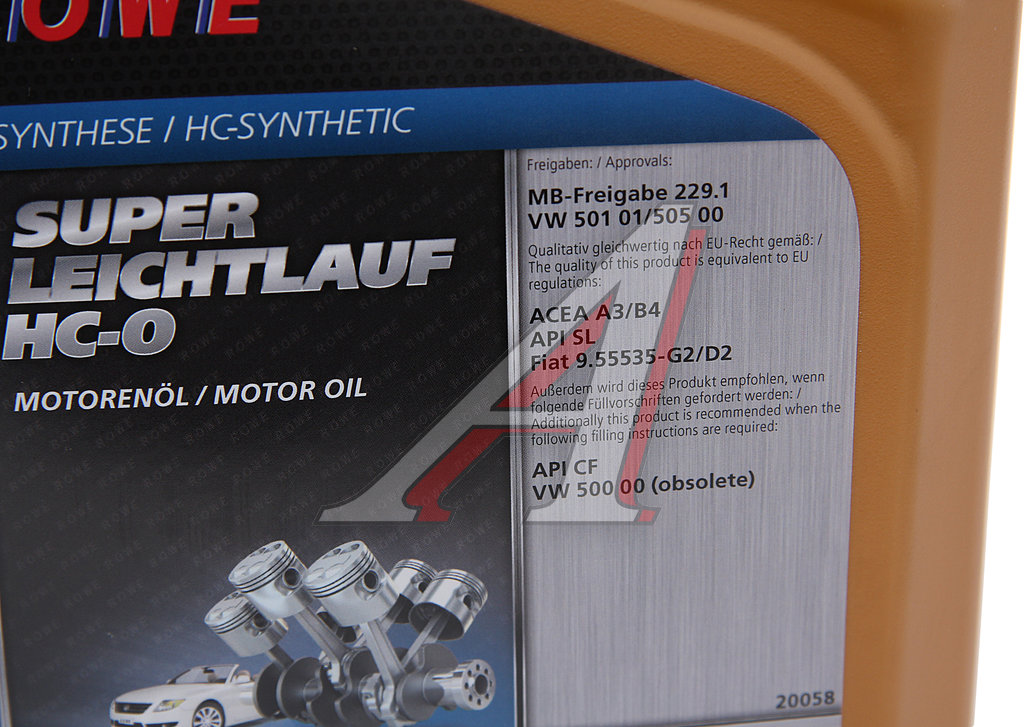 ROWE
SYNTHESE / HC-SYNTHETIC
SUPER
LEICHTLAUF
HC-O
MOTORENÖL / MOTOR OIL
Freigaben: / Approvals:
MB-Freigabe 229.1
VW 501 01/505 00
Qualitativ gleichwertig nach EU-Recht gemäß: /
The quality of this product is equivalent to EU
regulations:
ACEA A3/B4
API SL
Fiat 9.55535-G2/D2
Außerdem wird dieses Produkt empfohlen, wenn
folgende Füllvorschriften gefordert werden: /
Additionally this product is recommended when the
following filling instructions are required:
API CF
VW 500 00 (obsolete)
20058